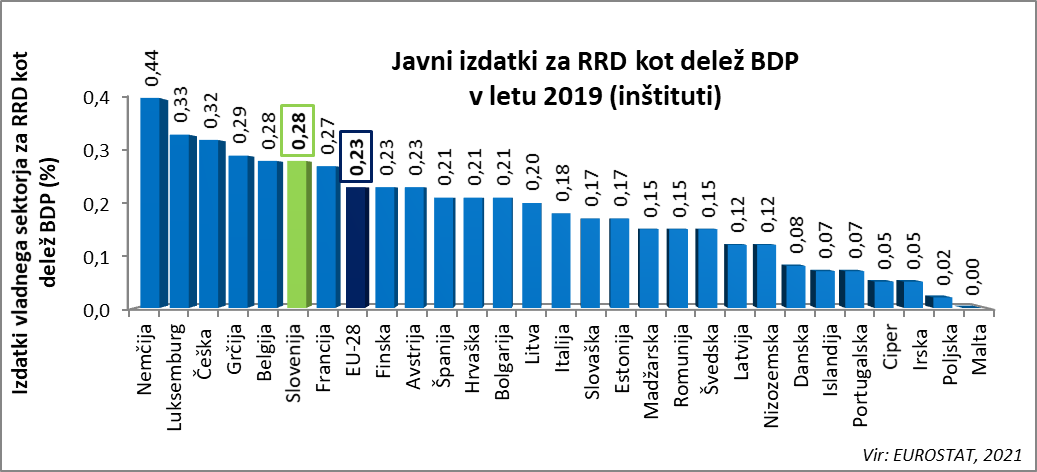 Javni izdatki za RRD kot delež BDP
v letu 2019 (inštituti)
Izdatki vladnega sektorja za RRD kot
delež BDP (%)
0,4
0,3
0,2
0,1
0,0
0,44
0,33
0,32
0,29
0,28
0,28
0,27
0,23
0,23
0,23
0,21
0,21
0,21
0,20
0,18
0,17
0,17
0,15
0,15
0,15
0,12
0,12
0,08
0,07
0,07
0,05
0,05
0,02
0,00
Nemčija
Luksemburg
Češka
Grčija
Belgija
Slovenija
Francija
EU-28
Finska
Avstrija
Španija
Hrvaška
Bolgarija
Litva
Italija
Slovaška
Estonija
Madžarska
Romunija
Švedska
Latvija
Nizozemska
Danska
Islandija
Portugalska
Ciper
Irska
Poljska
Malta
Vir: EUROSTAT, 2021